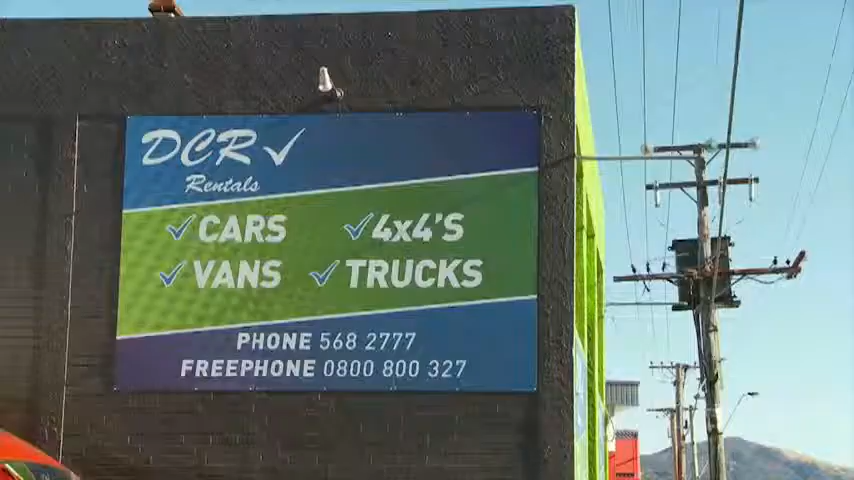 DCR
Rentals
CARS 4x4'S
VANS TRUCKS
PHONE 568 2777
FREEPHONE 0800 800 327